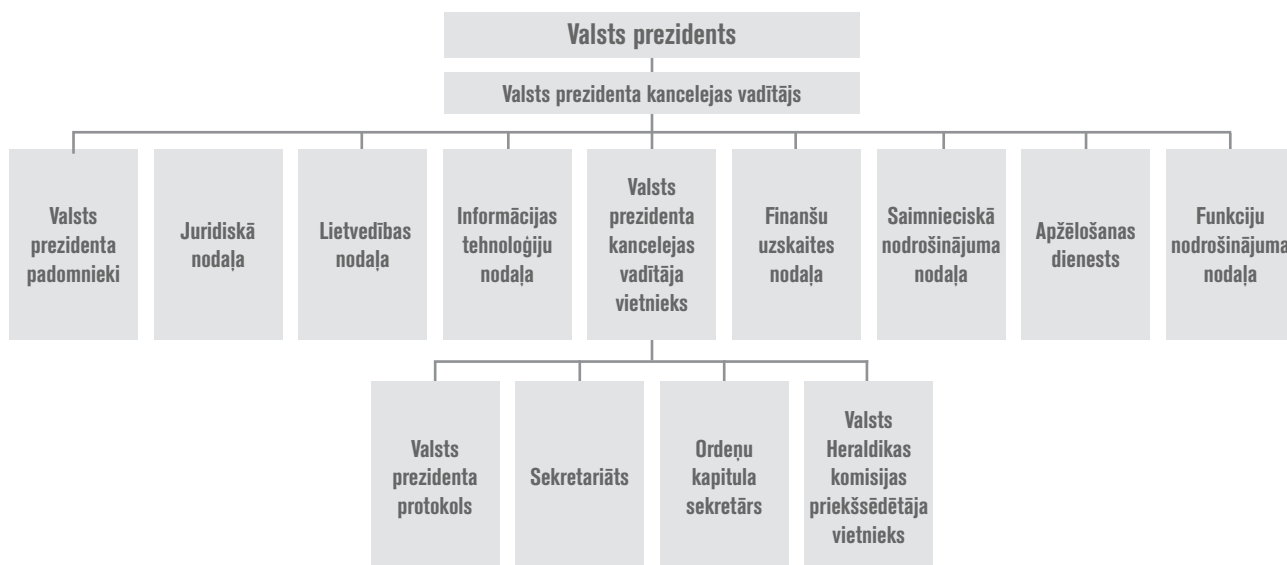 Valsts prezidents
Valsts prezidenta kancelejas vadītājs
Valsts
prezidenta
padomnieki
Juridiskā
nodaļa
Lietvedības
nodaļa
Informācijas
tehnoloģiju
nodaļa
Valsts
prezidenta
kancelejas
vadītāja
vietnieks
Finanšu
uzskaites
nodaļa
Saimnieciskā
nodrošinājuma
nodaļa
Apžēlošanas
dienests
Funkciju
nodrošinājuma
nodaļa
Valsts
prezidenta
protokols
Sekretariāts
Ordeņu
kapitula
sekretārs
Valsts
Heraldikas
komisijas
priekšsēdētāja
vietnieks